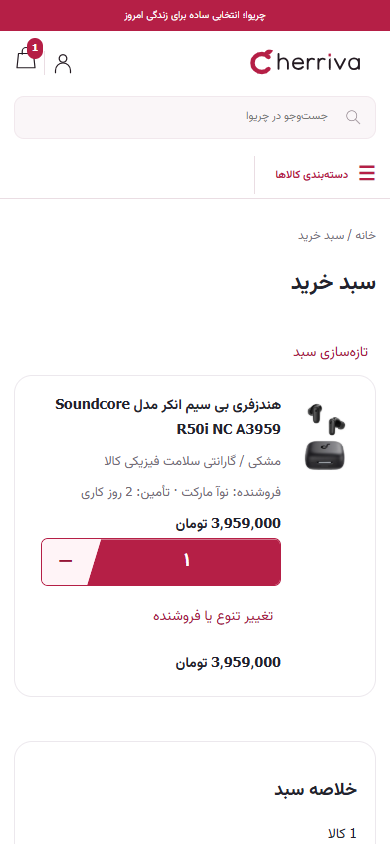 چریوا؛ انتخابی ساده برای زندگی امروز
1
cherriva
جست‌وجو در چریوا
دسته‌بندی کالاها
خانه / سبد خرید
سبد خرید
تازه‌سازی سبد
هندزفری بی سیم انکر مدل Soundcore
R50i NC A3959
مشکی / گارانتی سلامت فیزیکی کالا
فروشنده: نوآ مارکت · تأمین: 2 روز کاری
3,959,000 تومان
۱
تغییر تنوع یا فروشنده
3,959,000 تومان
خلاصه سبد
1 کالا